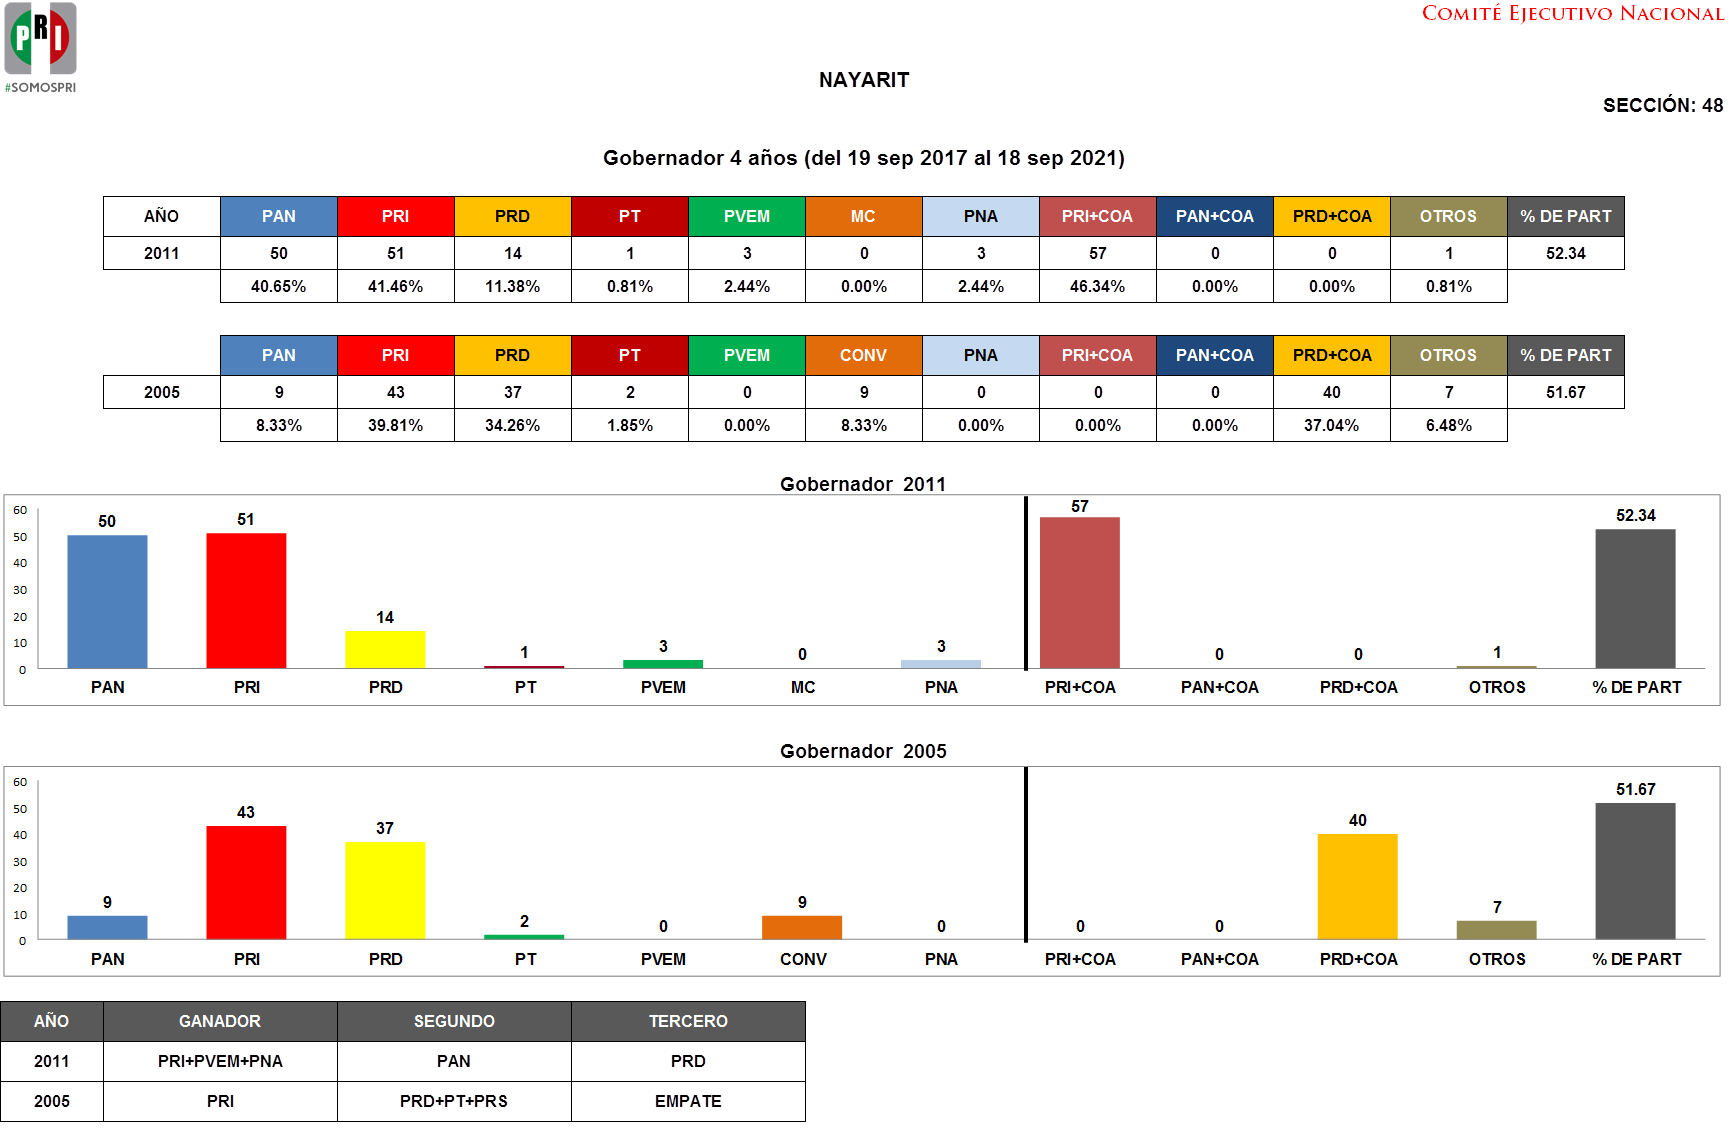 PRI
#SOMOSPRI
COMITÉ EJECUTIVO NACIONAL
NAYARIT
SECCIÓN: 48
Gobernador 4 años (del 19 sep 2017 al 18 sep 2021)
AÑO PAN PRI PRD PT PVEM MC PNA PRI+COA PAN+COA PRD+COA OTROS % DE PART
2011 50 51 14 1 3 0 3 57 0 0 1 52.34
40.65% 41.46% 11.38% 0.81% 2.44% 0.00% 2.44% 46.34% 0.00% 0.00% 0.81%
PAN PRI PRD PT PVEM CONV PNA PRI+COA PAN+COA PRD+COA OTROS % DE PART
2005 9 43 37 2 0 9 0 0 0 40 7 51.67
8.33% 39.81% 34.26% 1.85% 0.00% 8.33% 0.00% 0.00% 0.00% 37.04% 6.48%
Gobernador 2011
60
50
40
30
20
10
0
50 51 14 1 3 0 3 57 0 0 1 52.34
PAN PRI PRD PT PVEM MC PNA PRI+COA PAN+COA PRD+COA OTROS % DE PART
Gobernador 2005
60
50
40
30
20
10
0
9 43 37 2 0 9 0 0 0 40 7 51.67
PAN PRI PRD PT PVEM CONV PNA PRI+COA PAN+COA PRD+COA OTROS % DE PART
AÑO GANADOR SEGUNDO TERCERO
2011 PRI+PVEM+PNA PAN PRD
2005 PRI PRD+PT+PRS EMPATE